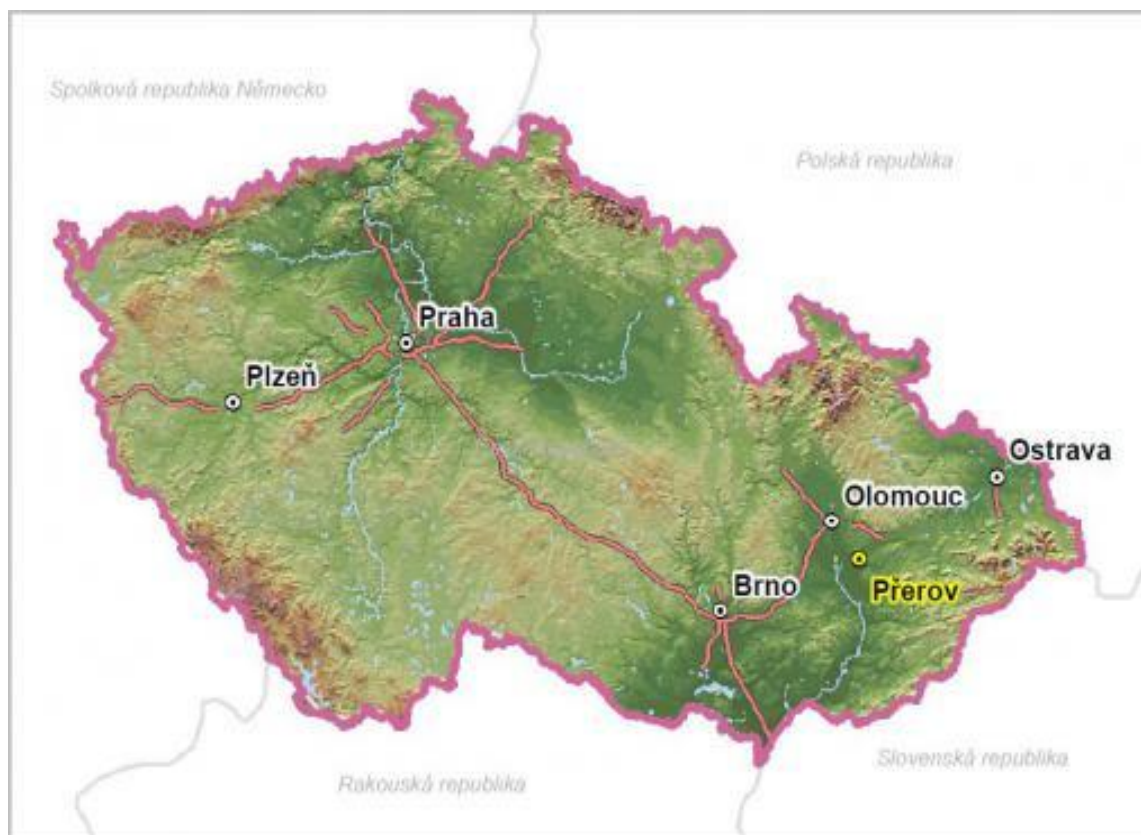 Spolková republika Německo
Polská republika
Praha
Plzeň
Ostrava
Olomouc
Přerov
Brno
Slovenská republika
Rakouská republika